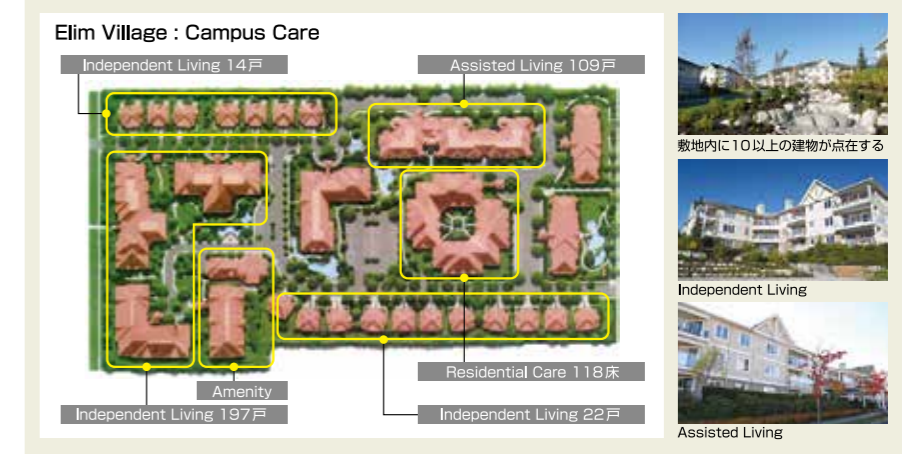 Elim Village : Campus Care
Independent Living 14戸
Assisted Living 109戸
Residential Care 118床
Amenity
Independent Living 197戸
Independent Living 22戸
敷地内に10以上の建物が点在する
Independent Living
Assisted Living